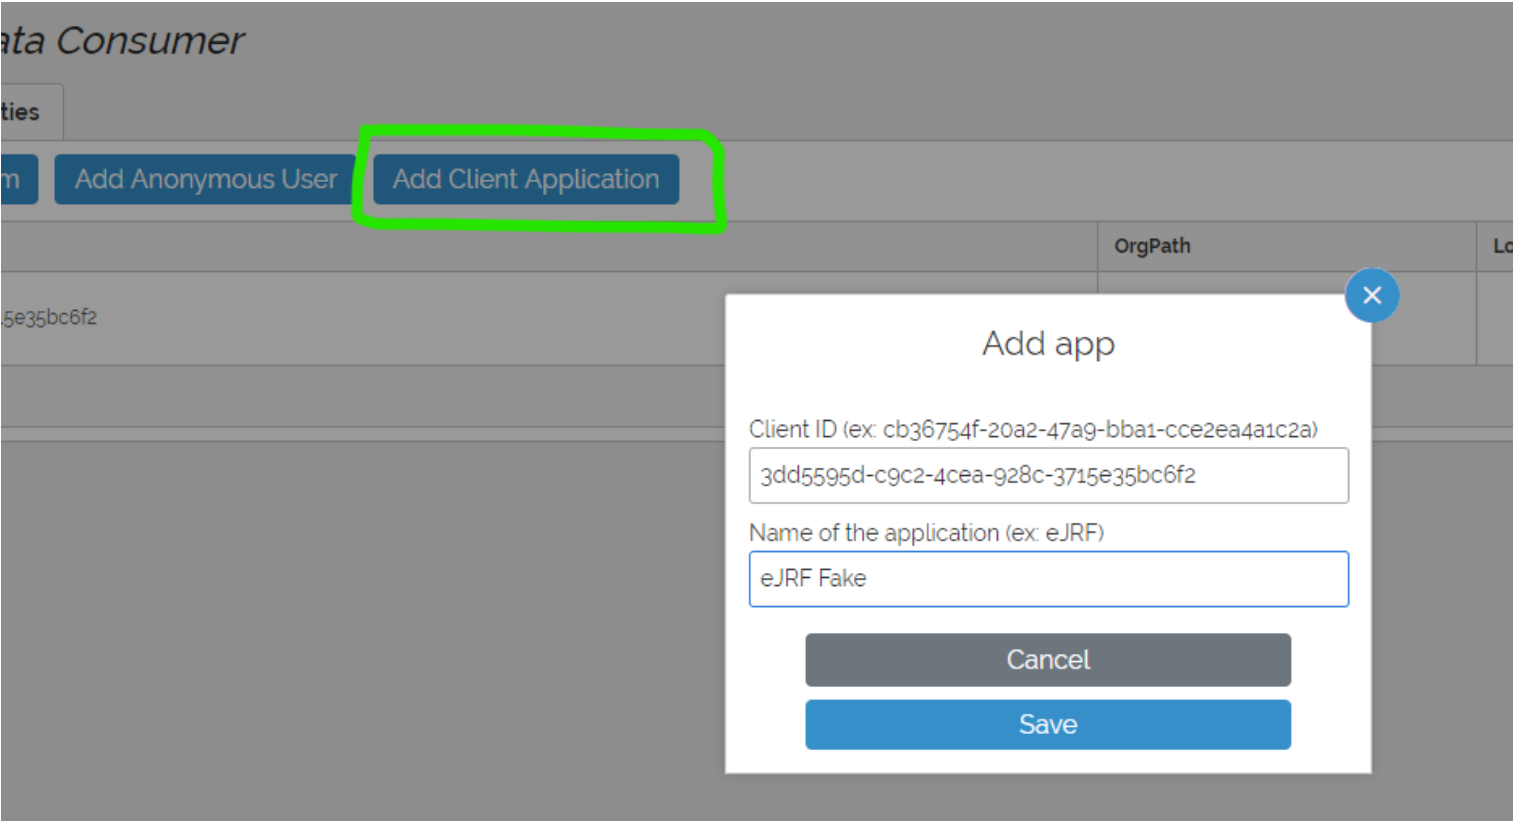 ata Consumer
ties
m Add Anonymous User Add Client Application
OrgPath Lo
.5e35bc6f2
Add app
Client ID (ex: cb36754f-20a2-47a9-bba1-cce2ea4a1c2a)
3dd5595d-c9c2-4cea-928c-3715e35bc6f2
Name of the application (ex: eJRF)
eJRF Fake
Cancel
Save